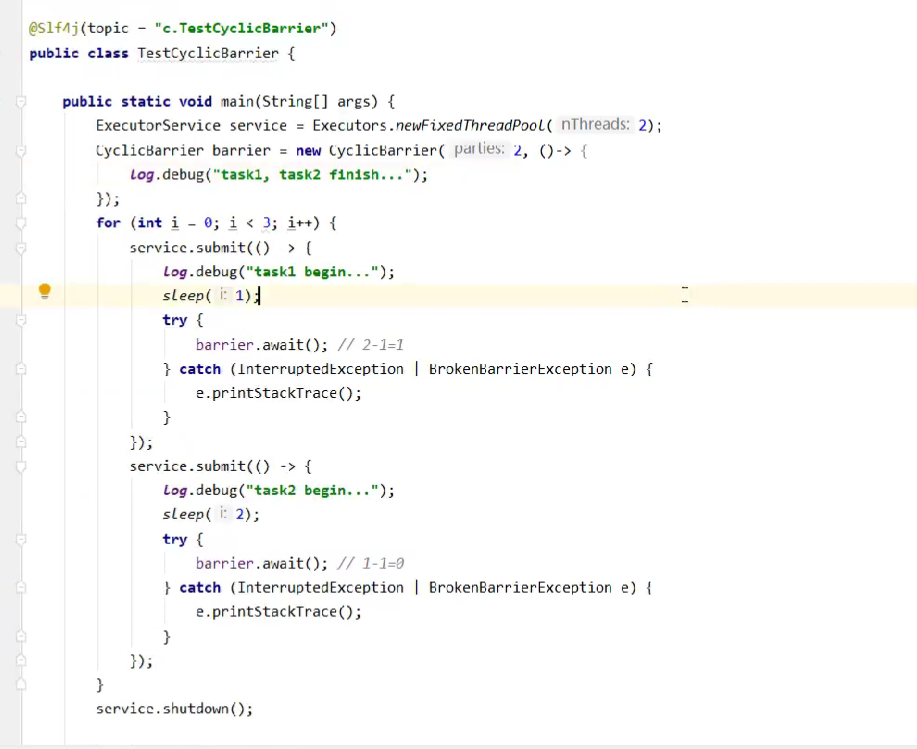 @Slf4j(topic = "c.TestCyclicBarrier")
public class TestCyclicBarrier {
public static void main(String[] args) {
ExecutorService service = Executors.newFixedThreadPool( nThreads: 2);
CyclicBarrier barrier = new CyclicBarrier( parties: 2, ()-> {
log.debug("task1, task2 finish...");
});
for (int i = 0; i < 3; i++) {
service.submit(() -> {
log.debug("task1 begin...");
sleep( i: 1);
try {
barrier.await(); // 2-1=1
} catch (InterruptedException | BrokenBarrierException e) {
e.printStackTrace();
}
});
service.submit(() -> {
log.debug("task2 begin...");
sleep( i: 2);
try {
barrier.await(); // 1-1=0
} catch (InterruptedException | BrokenBarrierException e) {
e.printStackTrace();
}
});
}
service.shutdown();